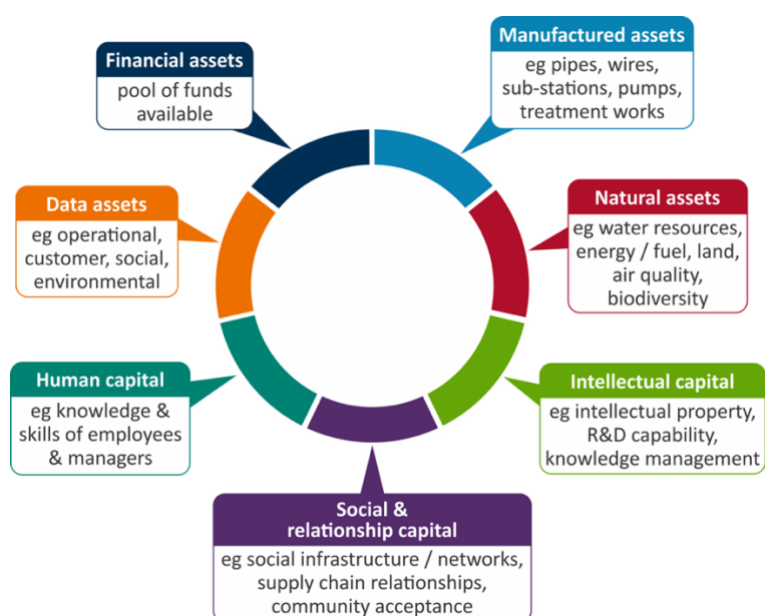 Financial assets
pool of funds
available
Manufactured assets
eg pipes, wires,
sub-stations, pumps,
treatment works
Data assets
eg operational,
customer, social,
environmental
Natural assets
eg water resources,
energy / fuel, land,
air quality,
biodiversity
Human capital
eg knowledge &
skills of employees
& managers
Intellectual capital
eg intellectual property,
R&D capability,
knowledge management
Social &
relationship capital
eg social infrastructure / networks,
supply chain relationships,
community acceptance